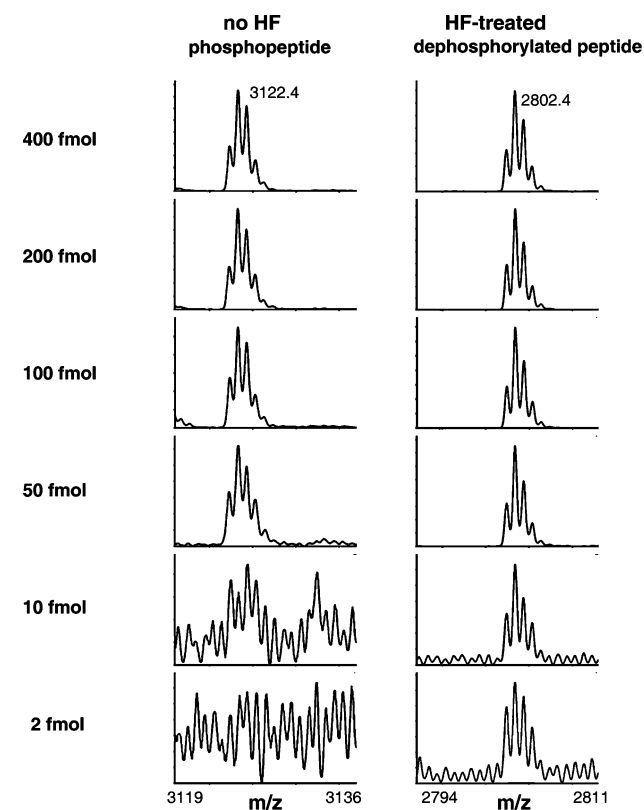 no HF
phosphopeptide
HF-treated
dephosphorylated peptide
400 fmol
3122.4
2802.4
200 fmol
100 fmol
50 fmol
10 fmol
2 fmol
3119 m/z 3136
2794 m/z 2811